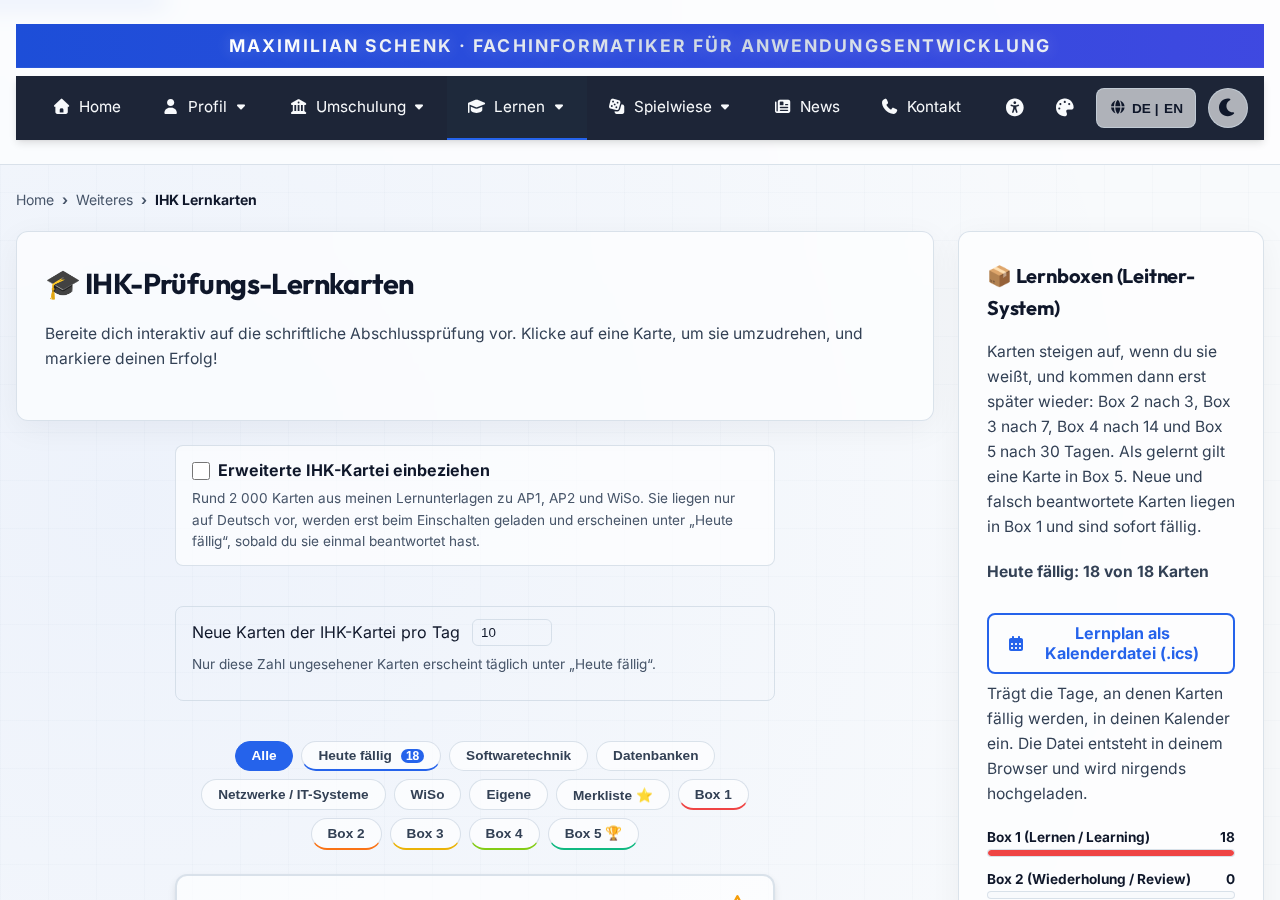 MAXIMILIAN SCHENK · FACHINFORMATIKER FÜR ANWENDUNGSENTWICKLUNG
Home Profil Umschulung Lernen Spielwiese News Kontakt DE | EN
Home › Weiteres › IHK Lernkarten
🎓 IHK-Prüfungs-Lernkarten
Bereite dich interaktiv auf die schriftliche Abschlussprüfung vor. Klicke auf eine Karte, um sie umzudrehen, und
markiere deinen Erfolg!
Erweiterte IHK-Kartei einbeziehen
Rund 2 000 Karten aus meinen Lernunterlagen zu AP1, AP2 und WiSo. Sie liegen nur
auf Deutsch vor, werden erst beim Einschalten geladen und erscheinen unter „Heute
fällig“, sobald du sie einmal beantwortet hast.
Neue Karten der IHK-Kartei pro Tag 10
Nur diese Zahl ungesehener Karten erscheint täglich unter „Heute fällig“.
Alle Heute fällig 18 Softwaretechnik Datenbanken
Netzwerke / IT-Systeme WiSo Eigene Merkliste ⭐ Box 1
Box 2 Box 3 Box 4 Box 5 🏆
📦 Lernboxen (Leitner-
System)
Karten steigen auf, wenn du sie
weißt, und kommen dann erst
später wieder: Box 2 nach 3, Box
3 nach 7, Box 4 nach 14 und Box
5 nach 30 Tagen. Als gelernt gilt
eine Karte in Box 5. Neue und
falsch beantwortete Karten liegen
in Box 1 und sind sofort fällig.
Heute fällig: 18 von 18 Karten
Lernplan als
Kalenderdatei (.ics)
Trägt die Tage, an denen Karten
fällig werden, in deinen Kalender
ein. Die Datei entsteht in deinem
Browser und wird nirgends
hochgeladen.
Box 1 (Lernen / Learning) 18
Box 2 (Wiederholung / Review) 0